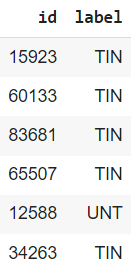 id label
15923 TIN
60133 TIN
83681 TIN
65507 TIN
12588 UNT
34263 TIN